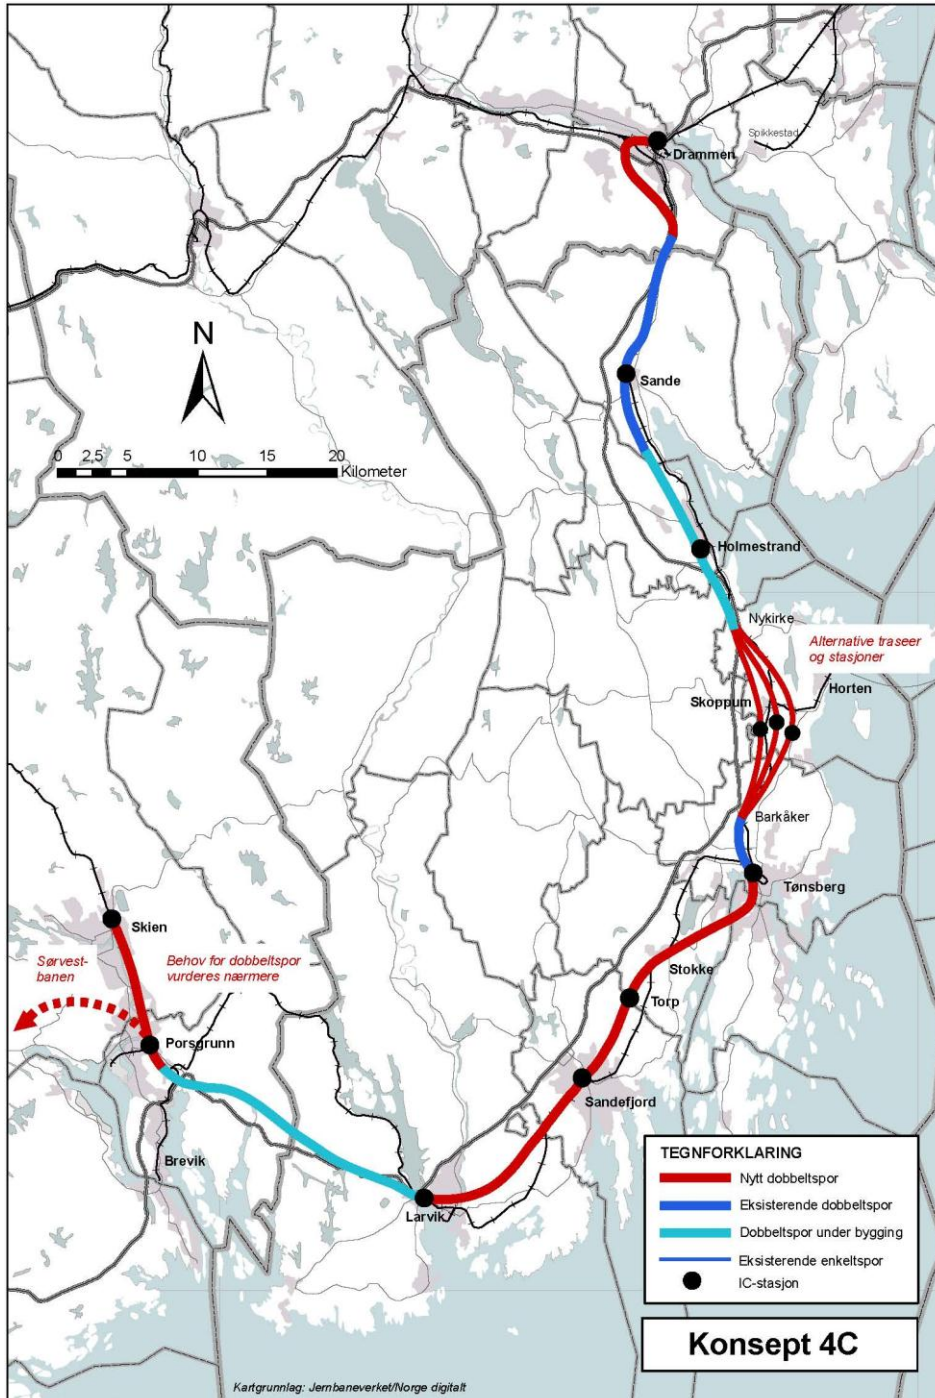 Spikkestad
Drammen
N
0 2,5 5 10 15 20
Kilometer
Sande
Holmestrand
Nykirke
Alternative traseer
og stasjoner
Horten
Skoppum
Barkåker
Tønsberg
Skien
Sørvest-
banen
Behov for dobbeltspor
vurderes nærmere
Stokke
Torp
Porsgrunn
Sandefjord
Brevik
Larvik
TEGNFORKLARING
Nytt dobbeltspor
Eksisterende dobbeltspor
Dobbeltspor under bygging
Eksisterende enkeltspor
IC-stasjon
Konsept 4C
Kartgrunnlag: Jernbaneverket/Norge digitalt